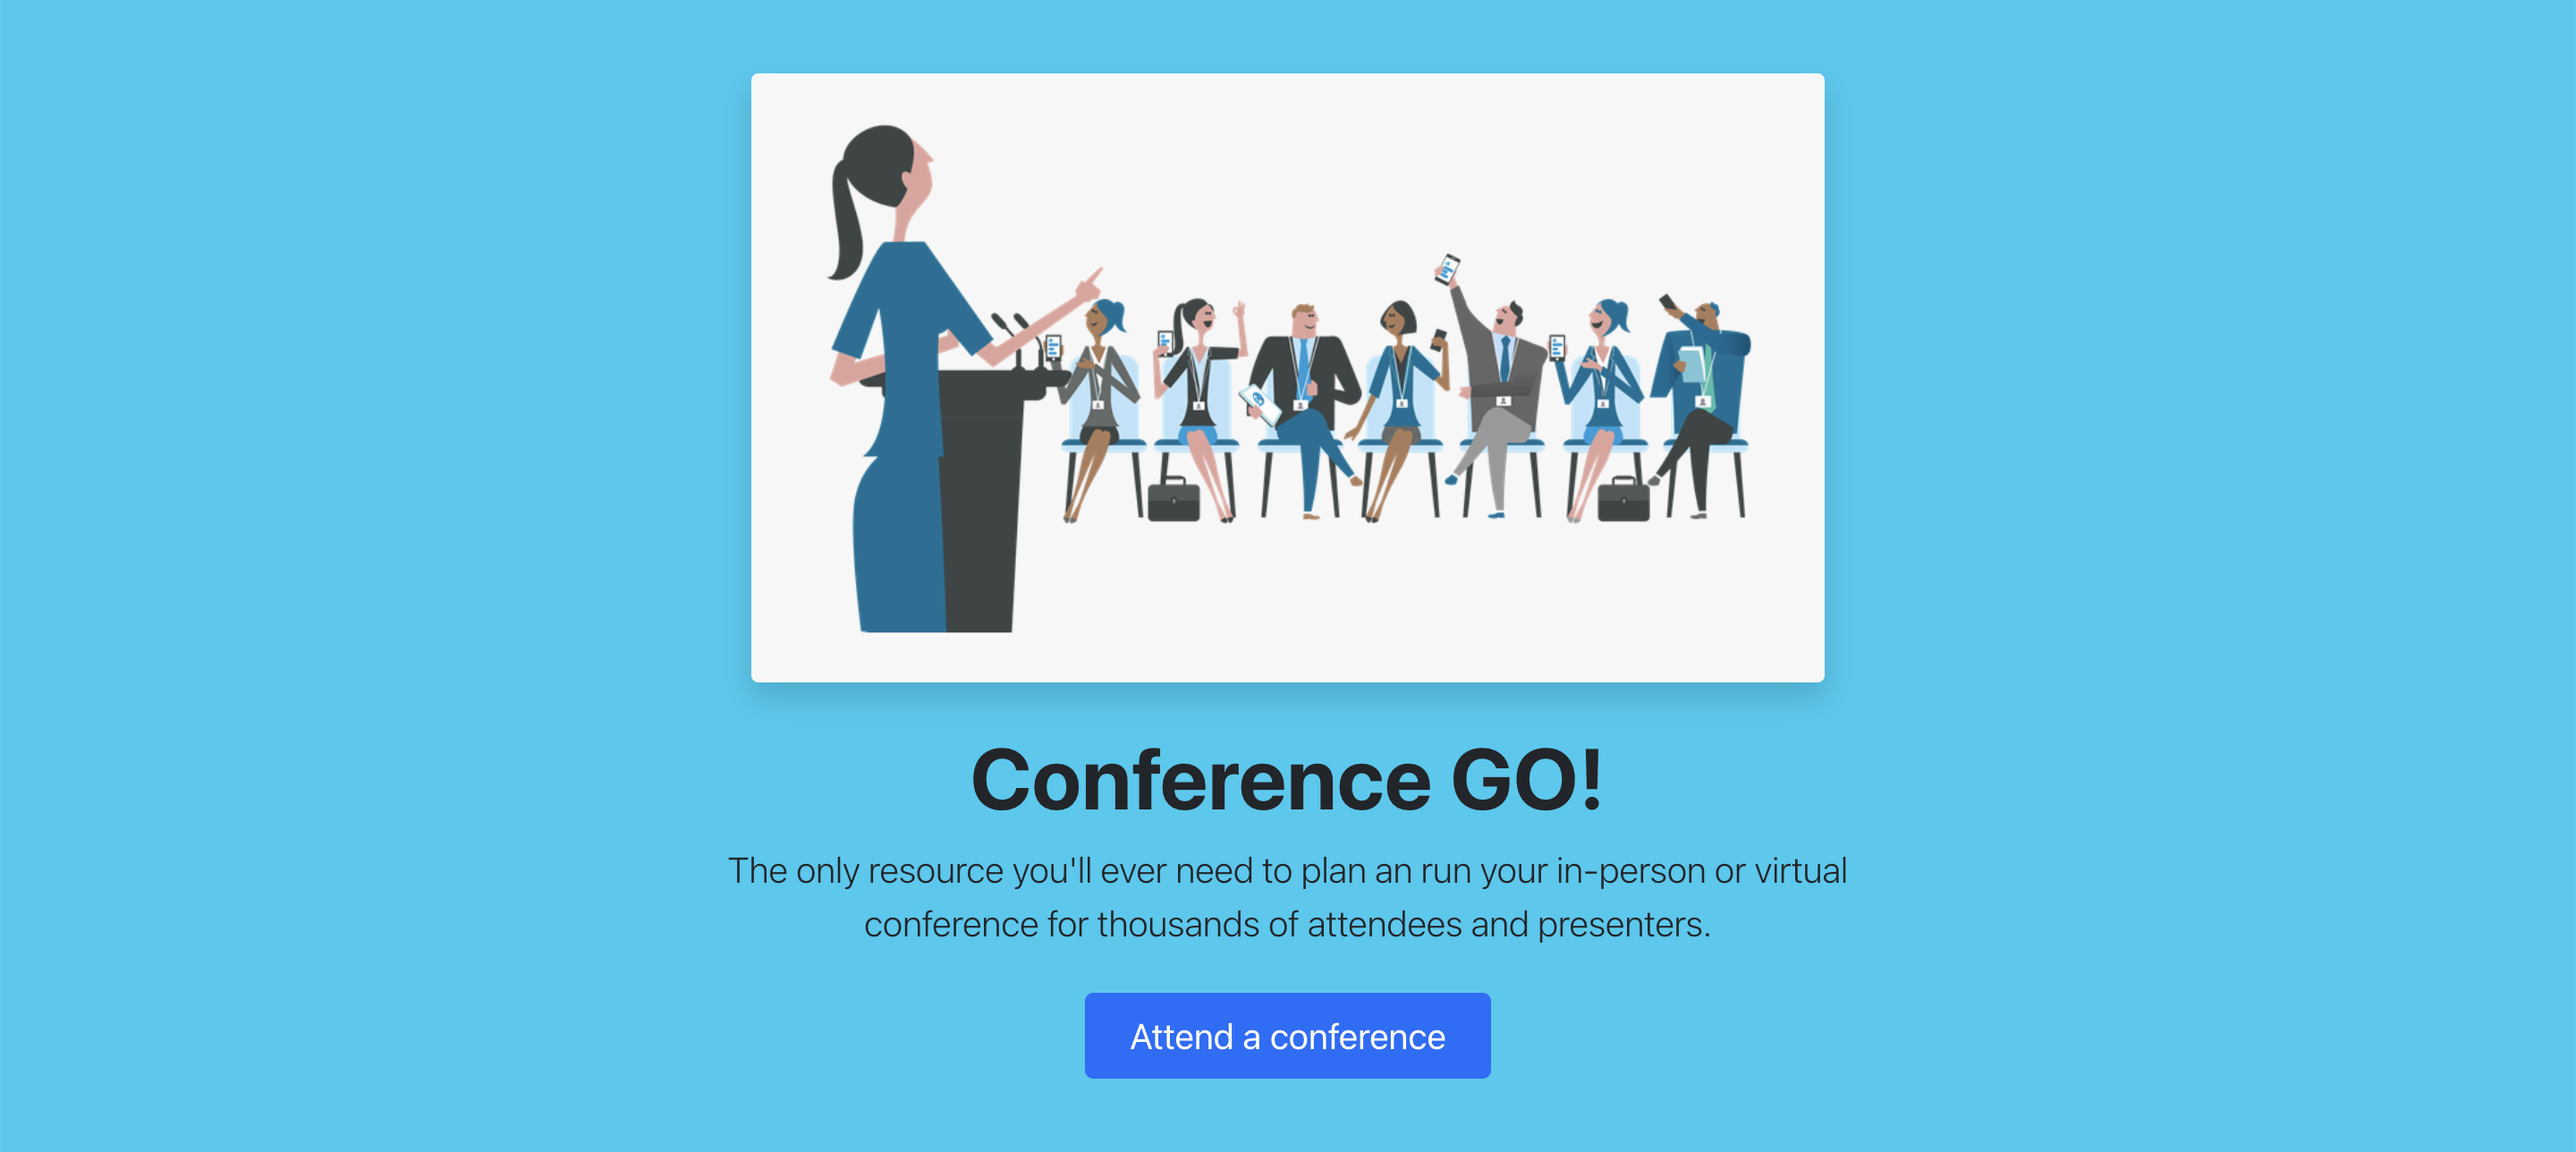 Conference GO!
The only resource you'll ever need to plan an run your in-person or virtual
conference for thousands of attendees and presenters.
Attend a conference